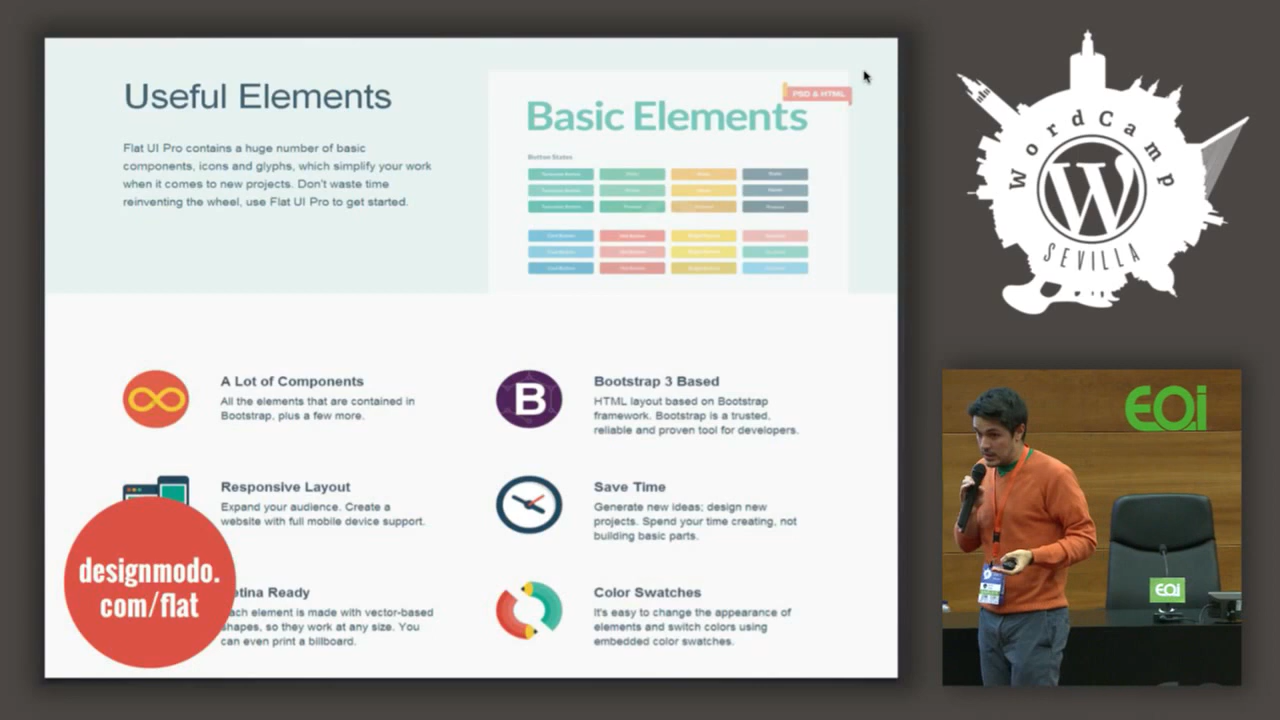 Useful Elements
Flat UI Pro contains a huge number of basic
components, icons and glyphs, which simplify your work
when it comes to new projects. Don't waste time
reinventing the wheel, use Flat UI Pro to get started.
PSD & HTML
Basic Elements
Button States
A Lot of Components
All the elements that are contained in
Bootstrap, plus a few more.
B
Bootstrap 3 Based
HTML layout based on Bootstrap
framework. Bootstrap is a trusted,
reliable and proven tool for developers.
Responsive Layout
Expand your audience. Create a
website with full mobile device support.
Save Time
Generate new ideas; design new
projects. Spend your time creating, not
building basic parts.
designmodo.
com/flat
etina Ready
ach element is made with vector-based
shapes, so they work at any size. You
can even print a billboard.
Color Swatches
It's easy to change the appearance of
elements and switch colors using
embedded color swatches.
WordCamp
W
SEVILLA
EOi
EOi